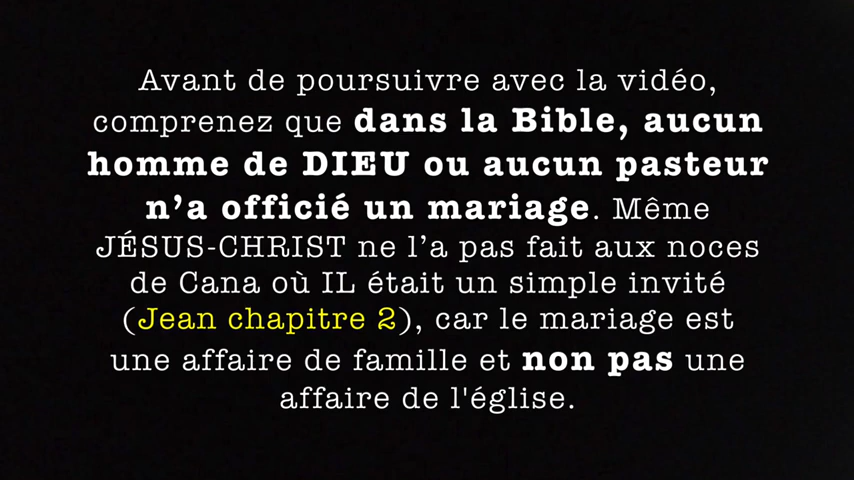 Avant de poursuivre avec la vidéo,
comprenez que dans la Bible, aucun
homme de DIEU ou aucun pasteur
n’a officié un mariage. Même
JÉSUS-CHRIST ne l’a pas fait aux noces
de Cana où IL était un simple invité
(Jean chapitre 2), car le mariage est
une affaire de famille et non pas une
affaire de l'église.